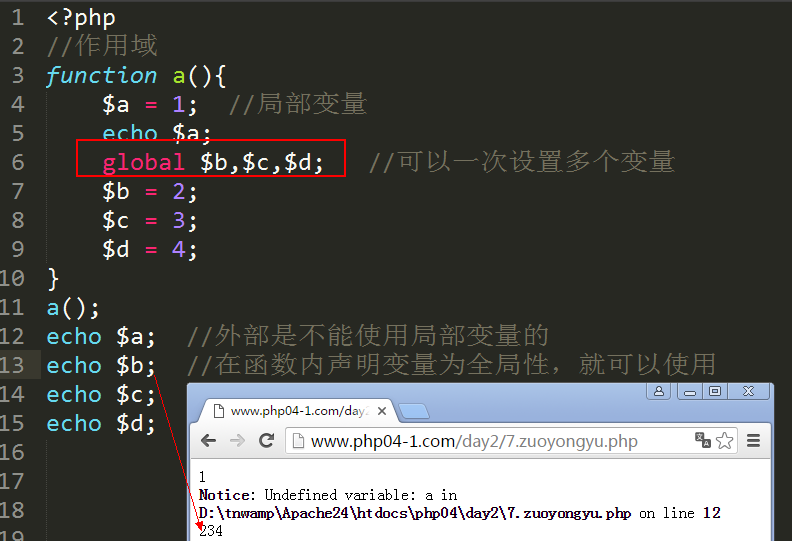 1 <?php
2 //作用域
3 function a(){
4 $a = 1; //局部变量
5 echo $a;
6 global $b,$c,$d; //可以一次设置多个变量
7 $b = 2;
8 $c = 3;
9 $d = 4;
10 }
11 a();
12 echo $a; //外部是不能使用局部变量的
13 echo $b; //在函数内声明变量为全局性，就可以使用
14 echo $c;
15 echo $d;
16
17
18
19
www.php04-1.com/day2
www.php04-1.com/day2/7.zuoyongyu.php
1
Notice: Undefined variable: a in
D:\tnwamp\Apache24\htdocs\php04\day2\7.zuoyongyu.php on line 12
234